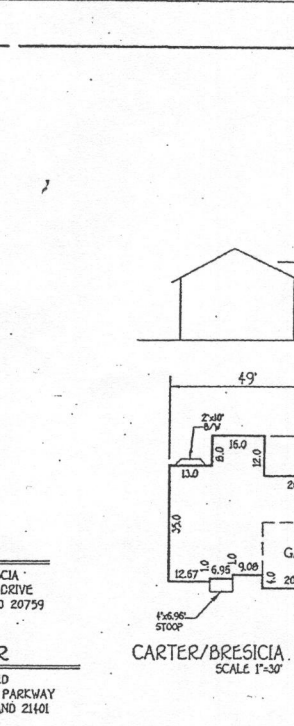 49'
2'x10'
B/W
16.0
8.0
12.0
13.0
35.0
G
12.67
1.0
6.95
1.0
9.08
4.0
20
4'x6.96'
STOOP
CIA
DRIVE
20759
CARTER/BRESICIA
SCALE 1"=30'
R
D
PARKWAY
AND 21401